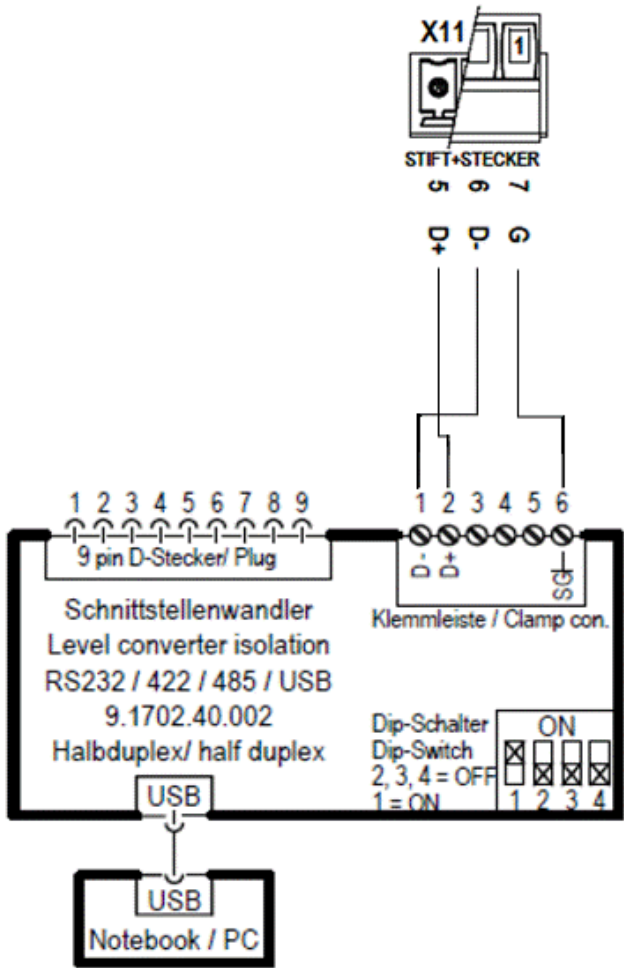 X11
1
STIFT+STECKER
5 6 7
D+ D- G
1 2 3 4 5 6 7 8 9
9 pin D-Stecker/ Plug
1 2 3 4 5 6
D- D+ SG
Klemmleiste / Clamp con.
Schnittstellenwandler
Level converter isolation
RS232 / 422 / 485 / USB
9.1702.40.002
Halbduplex/ half duplex
Dip-Schalter
Dip-Switch
2, 3, 4 = OFF
1 = ON
ON
1 2 3 4
USB
USB
Notebook / PC